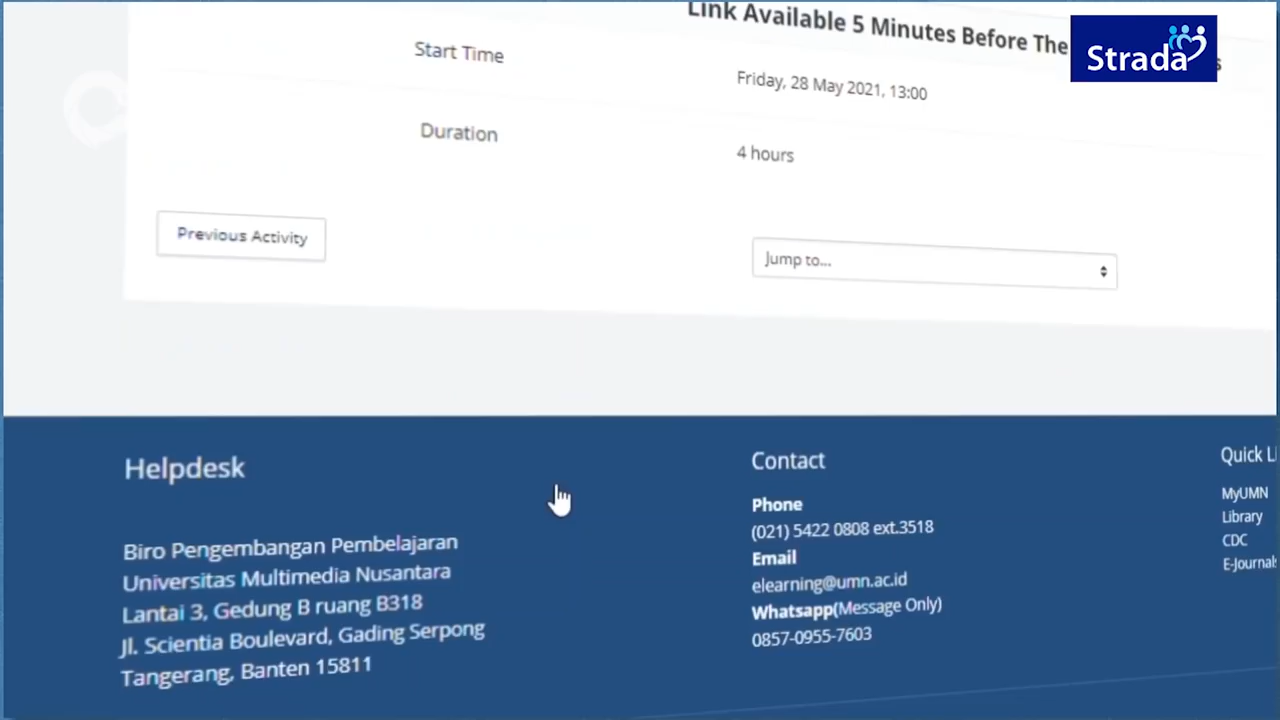 Link Available 5 Minutes Before The
Strada
Start Time
Friday, 28 May 2021, 13:00
Duration
4 hours
Previous Activity
Jump to...
Helpdesk
Biro Pengembangan Pembelajaran
Universitas Multimedia Nusantara
Lantai 3, Gedung B ruang B318
Jl. Scientia Boulevard, Gading Serpong
Tangerang, Banten 15811
Contact
Phone
(021) 5422 0808 ext.3518
Email
elearning@umn.ac.id
Whatsapp(Message Only)
0857-0955-7603
Quick Li
MyUMN
Library
CDC
E-Journals